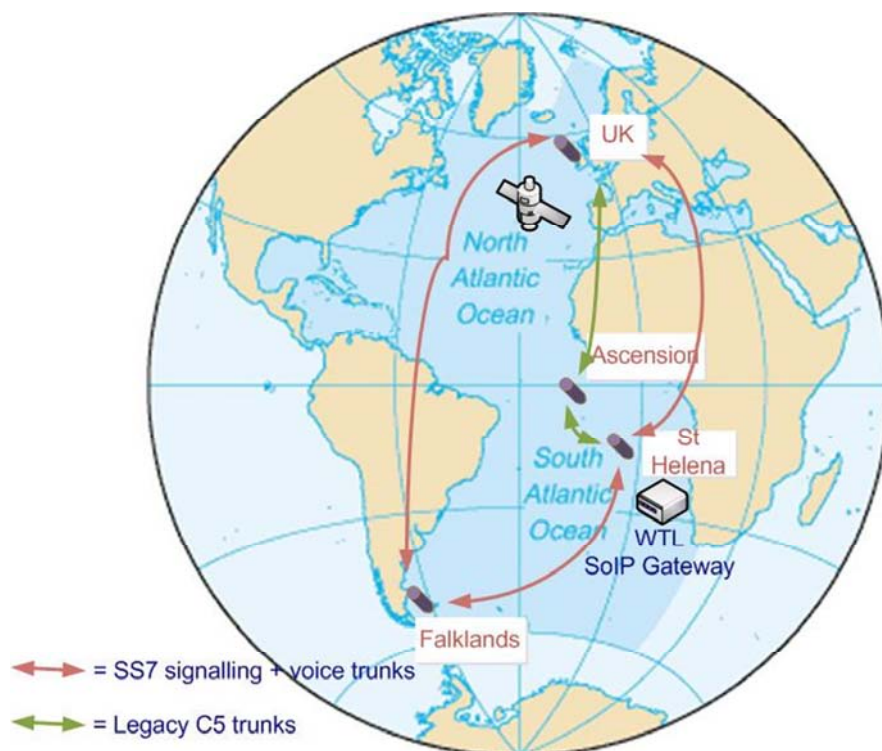 UK
North
Atlantic
Ocean
Ascension
St
Helena
South
Atlantic
Ocean
WTL
SoIP Gateway
Falklands
= SS7 signalling + voice trunks
= Legacy C5 trunks